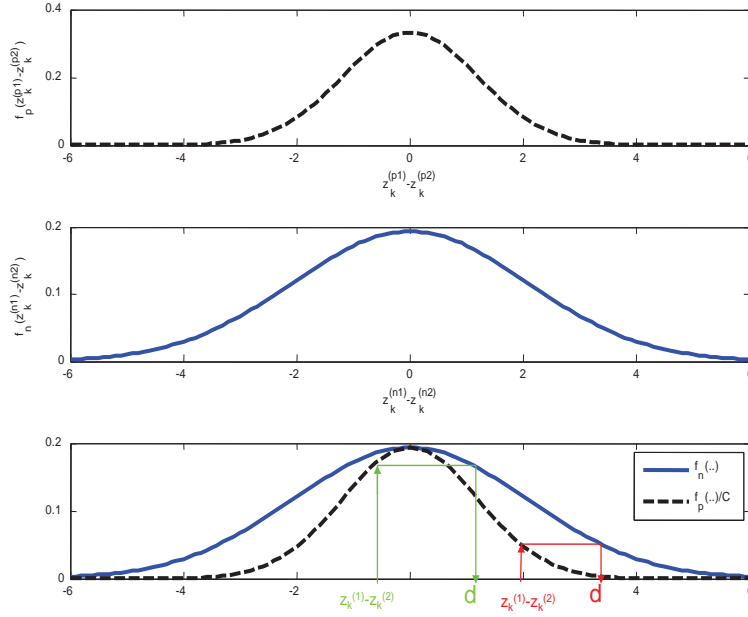 0.4
0.2
0
f_p(z_k^(p1)-z_k^(p2))
-6 -4 -2 0 2 4 6
z_k^(p1)-z_k^(p2)
0.2
0.1
0
f_n(z_k^(n1)-z_k^(n2))
-6 -4 -2 0 2 4 6
z_k^(n1)-z_k^(n2)
0.2
0.1
0
f_n(..)
f_p(..)/C
-6 -4 -2 0 2 4 6
z_k^(1)-z_k^(2) d z_k^(1)-z_k^(2) d